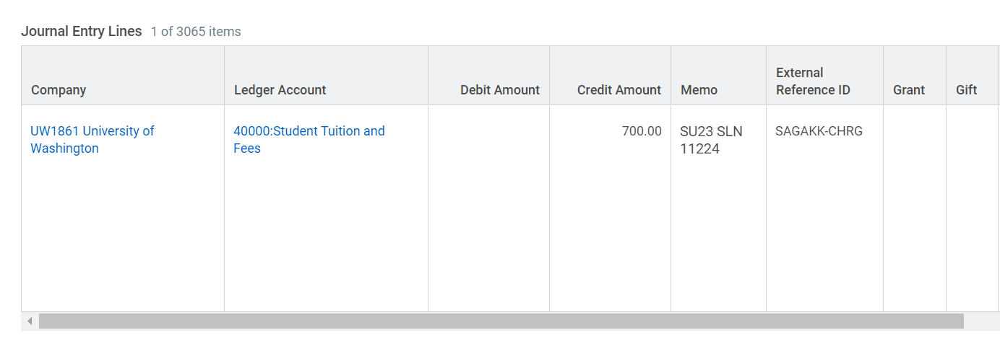 Journal Entry Lines 1 of 3065 items
Company Ledger Account Debit Amount Credit Amount Memo External Reference ID Grant Gift
UW1861 University of Washington 40000:Student Tuition and Fees 700.00 SU23 SLN 11224 SAGAKK-CHRG